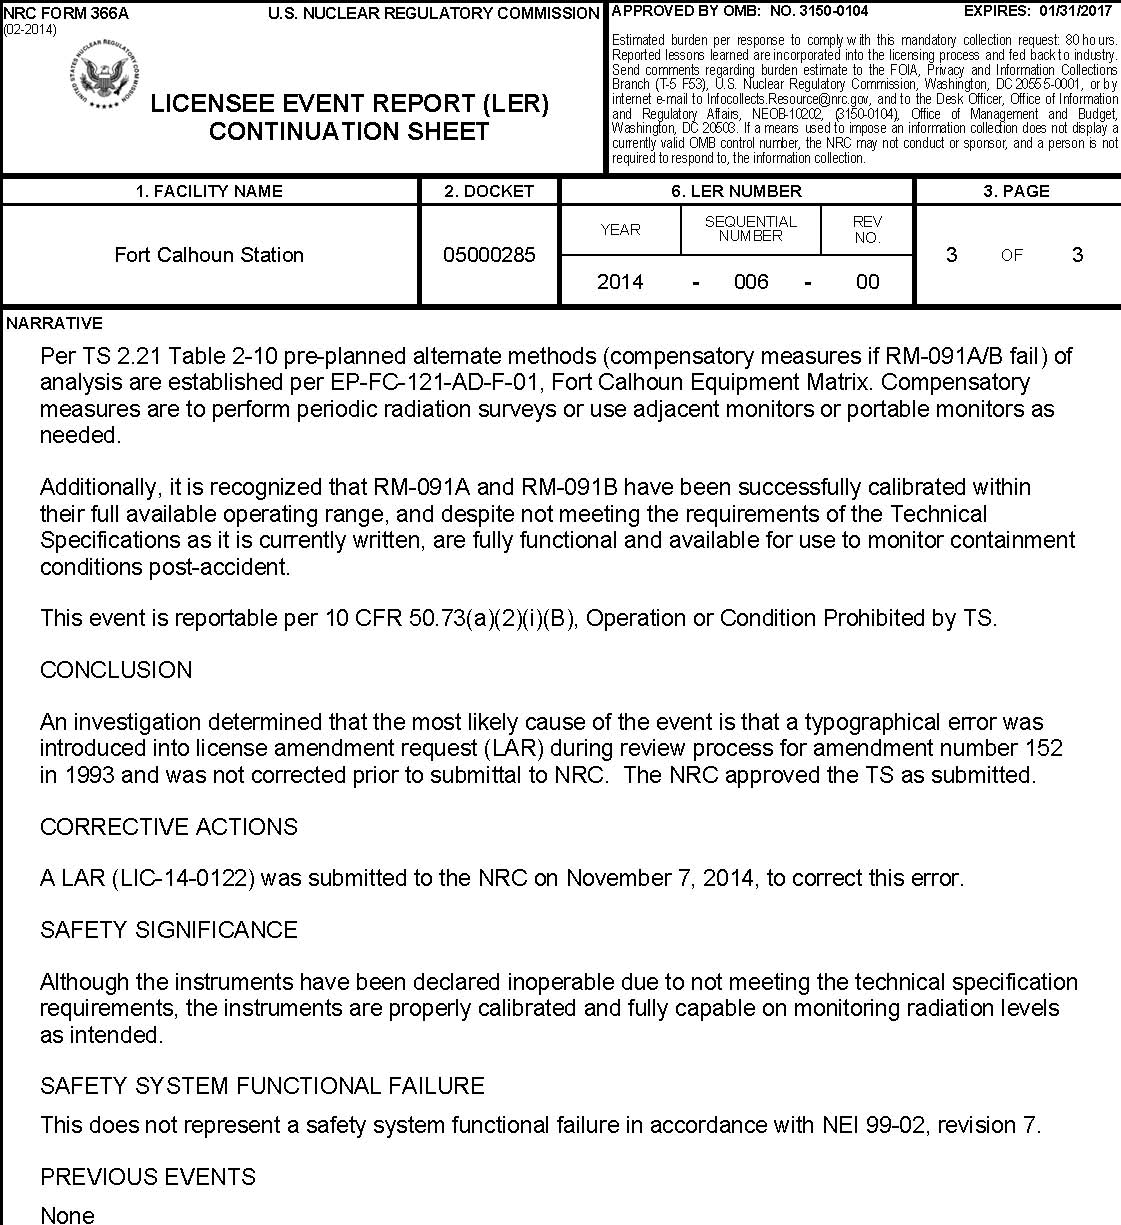 NRC FORM 366A
(02-2014)
U.S. NUCLEAR REGULATORY COMMISSION
LICENSEE EVENT REPORT (LER)
CONTINUATION SHEET
APPROVED BY OMB: NO. 3150-0104 EXPIRES: 01/31/2017
Estimated burden per response to comply with this mandatory collection request: 80 hours.
Reported lessons learned are incorporated into the licensing process and fed back to industry.
Send comments regarding burden estimate to the FOIA, Privacy and Information Collections
Branch (T-5 F53), U.S. Nuclear Regulatory Commission, Washington, DC 20555-0001, or by
internet e-mail to Infocollects.Resource@nrc.gov, and to the Desk Officer, Office of Information
and Regulatory Affairs, NEOB-10202, (3150-0104), Office of Management and Budget,
Washington, DC 20503. If a means used to impose an information collection does not display a
currently valid OMB control number, the NRC may not conduct or sponsor, and a person is not
required to respond to, the information collection.
1. FACILITY NAME
2. DOCKET
6. LER NUMBER
3. PAGE
Fort Calhoun Station
05000285
YEAR
SEQUENTIAL
NUMBER
REV
NO.
2014 - 006 - 00
3 OF 3
NARRATIVE
Per TS 2.21 Table 2-10 pre-planned alternate methods (compensatory measures if RM-091A/B fail) of
analysis are established per EP-FC-121-AD-F-01, Fort Calhoun Equipment Matrix. Compensatory
measures are to perform periodic radiation surveys or use adjacent monitors or portable monitors as
needed.
Additionally, it is recognized that RM-091A and RM-091B have been successfully calibrated within
their full available operating range, and despite not meeting the requirements of the Technical
Specifications as it is currently written, are fully functional and available for use to monitor containment
conditions post-accident.
This event is reportable per 10 CFR 50.73(a)(2)(i)(B), Operation or Condition Prohibited by TS.
CONCLUSION
An investigation determined that the most likely cause of the event is that a typographical error was
introduced into license amendment request (LAR) during review process for amendment number 152
in 1993 and was not corrected prior to submittal to NRC. The NRC approved the TS as submitted.
CORRECTIVE ACTIONS
A LAR (LIC-14-0122) was submitted to the NRC on November 7, 2014, to correct this error.
SAFETY SIGNIFICANCE
Although the instruments have been declared inoperable due to not meeting the technical specification
requirements, the instruments are properly calibrated and fully capable on monitoring radiation levels
as intended.
SAFETY SYSTEM FUNCTIONAL FAILURE
This does not represent a safety system functional failure in accordance with NEI 99-02, revision 7.
PREVIOUS EVENTS
None